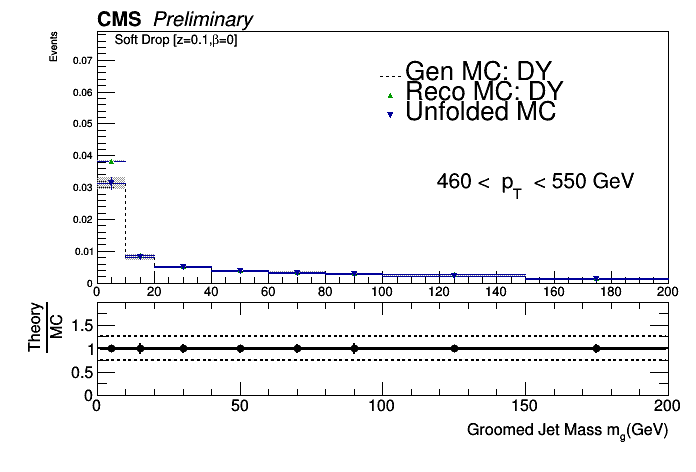 CMS Preliminary
Events
Soft Drop [z=0.1,β=0]
0.07
0.06
0.05
0.04
0.03
0.02
0.01
0
Gen MC: DY
Reco MC: DY
Unfolded MC
460 < pT < 550 GeV
0 20 40 60 80 100 120 140 160 180 200
Theory
MC
1.5
1
0.5
0
0 50 100 150 200
Groomed Jet Mass mg(GeV)